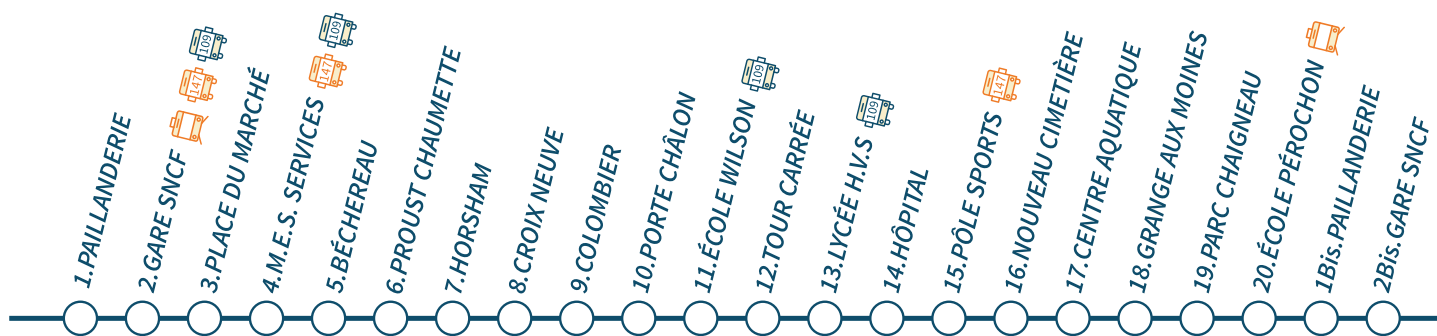 1.PAILLANDERIE
2.GARE SNCF
147
109
3.PLACE DU MARCHÉ
4.M.E.S. SERVICES
147
109
5.BÉCHEREAU
6.PROUST CHAUMETTE
7.HORSHAM
8.CROIX NEUVE
9.COLOMBIER
10.PORTE CHÂLON
11.ÉCOLE WILSON
109
12.TOUR CARRÉE
13.LYCÉE H.V.S
109
14.HÔPITAL
15.PÔLE SPORTS
147
16.NOUVEAU CIMETIÈRE
17.CENTRE AQUATIQUE
18.GRANGE AUX MOINES
19.PARC CHAIGNEAU
20.ÉCOLE PÉROCHON
1Bis.PAILLANDERIE
2Bis.GARE SNCF